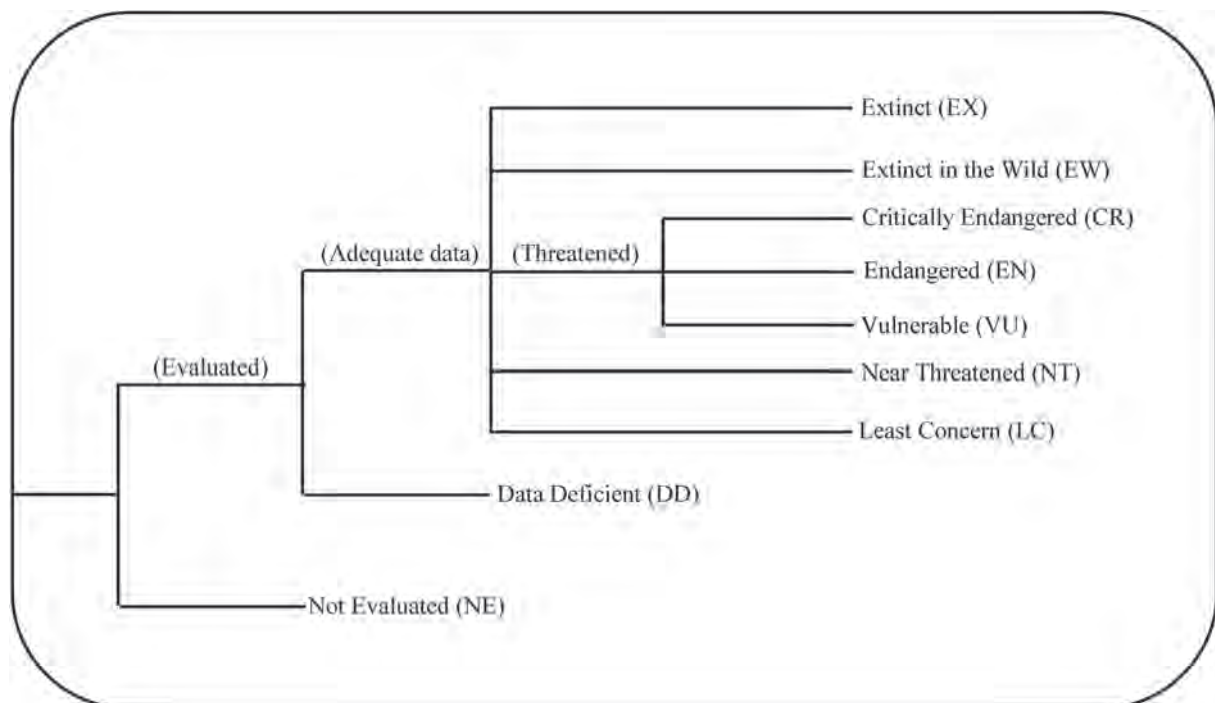 Extinct (EX)
Extinct in the Wild (EW)
Critically Endangered (CR)
(Adequate data)
(Threatened)
Endangered (EN)
Vulnerable (VU)
(Evaluated)
Near Threatened (NT)
Least Concern (LC)
Data Deficient (DD)
Not Evaluated (NE)